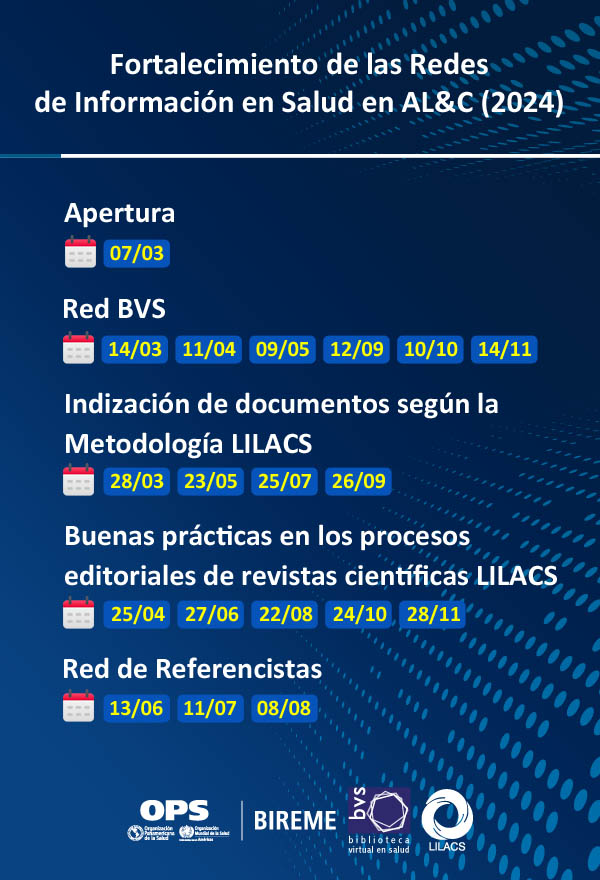 Fortalecimiento de las Redes
de Información en Salud en AL&C (2024)
Apertura
07/03
Red BVS
14/03 11/04 09/05 12/09 10/10 14/11
Indización de documentos según la
Metodología LILACS
28/03 23/05 25/07 26/09
Buenas prácticas en los procesos
editoriales de revistas científicas LILACS
25/04 27/06 22/08 24/10 28/11
Red de Referencistas
13/06 11/07 08/08
OPS
Organización
Panamericana
de la Salud
Organización
Mundial de la Salud
Américas
BIREME
bvs
biblioteca
virtual en salud
LILACS